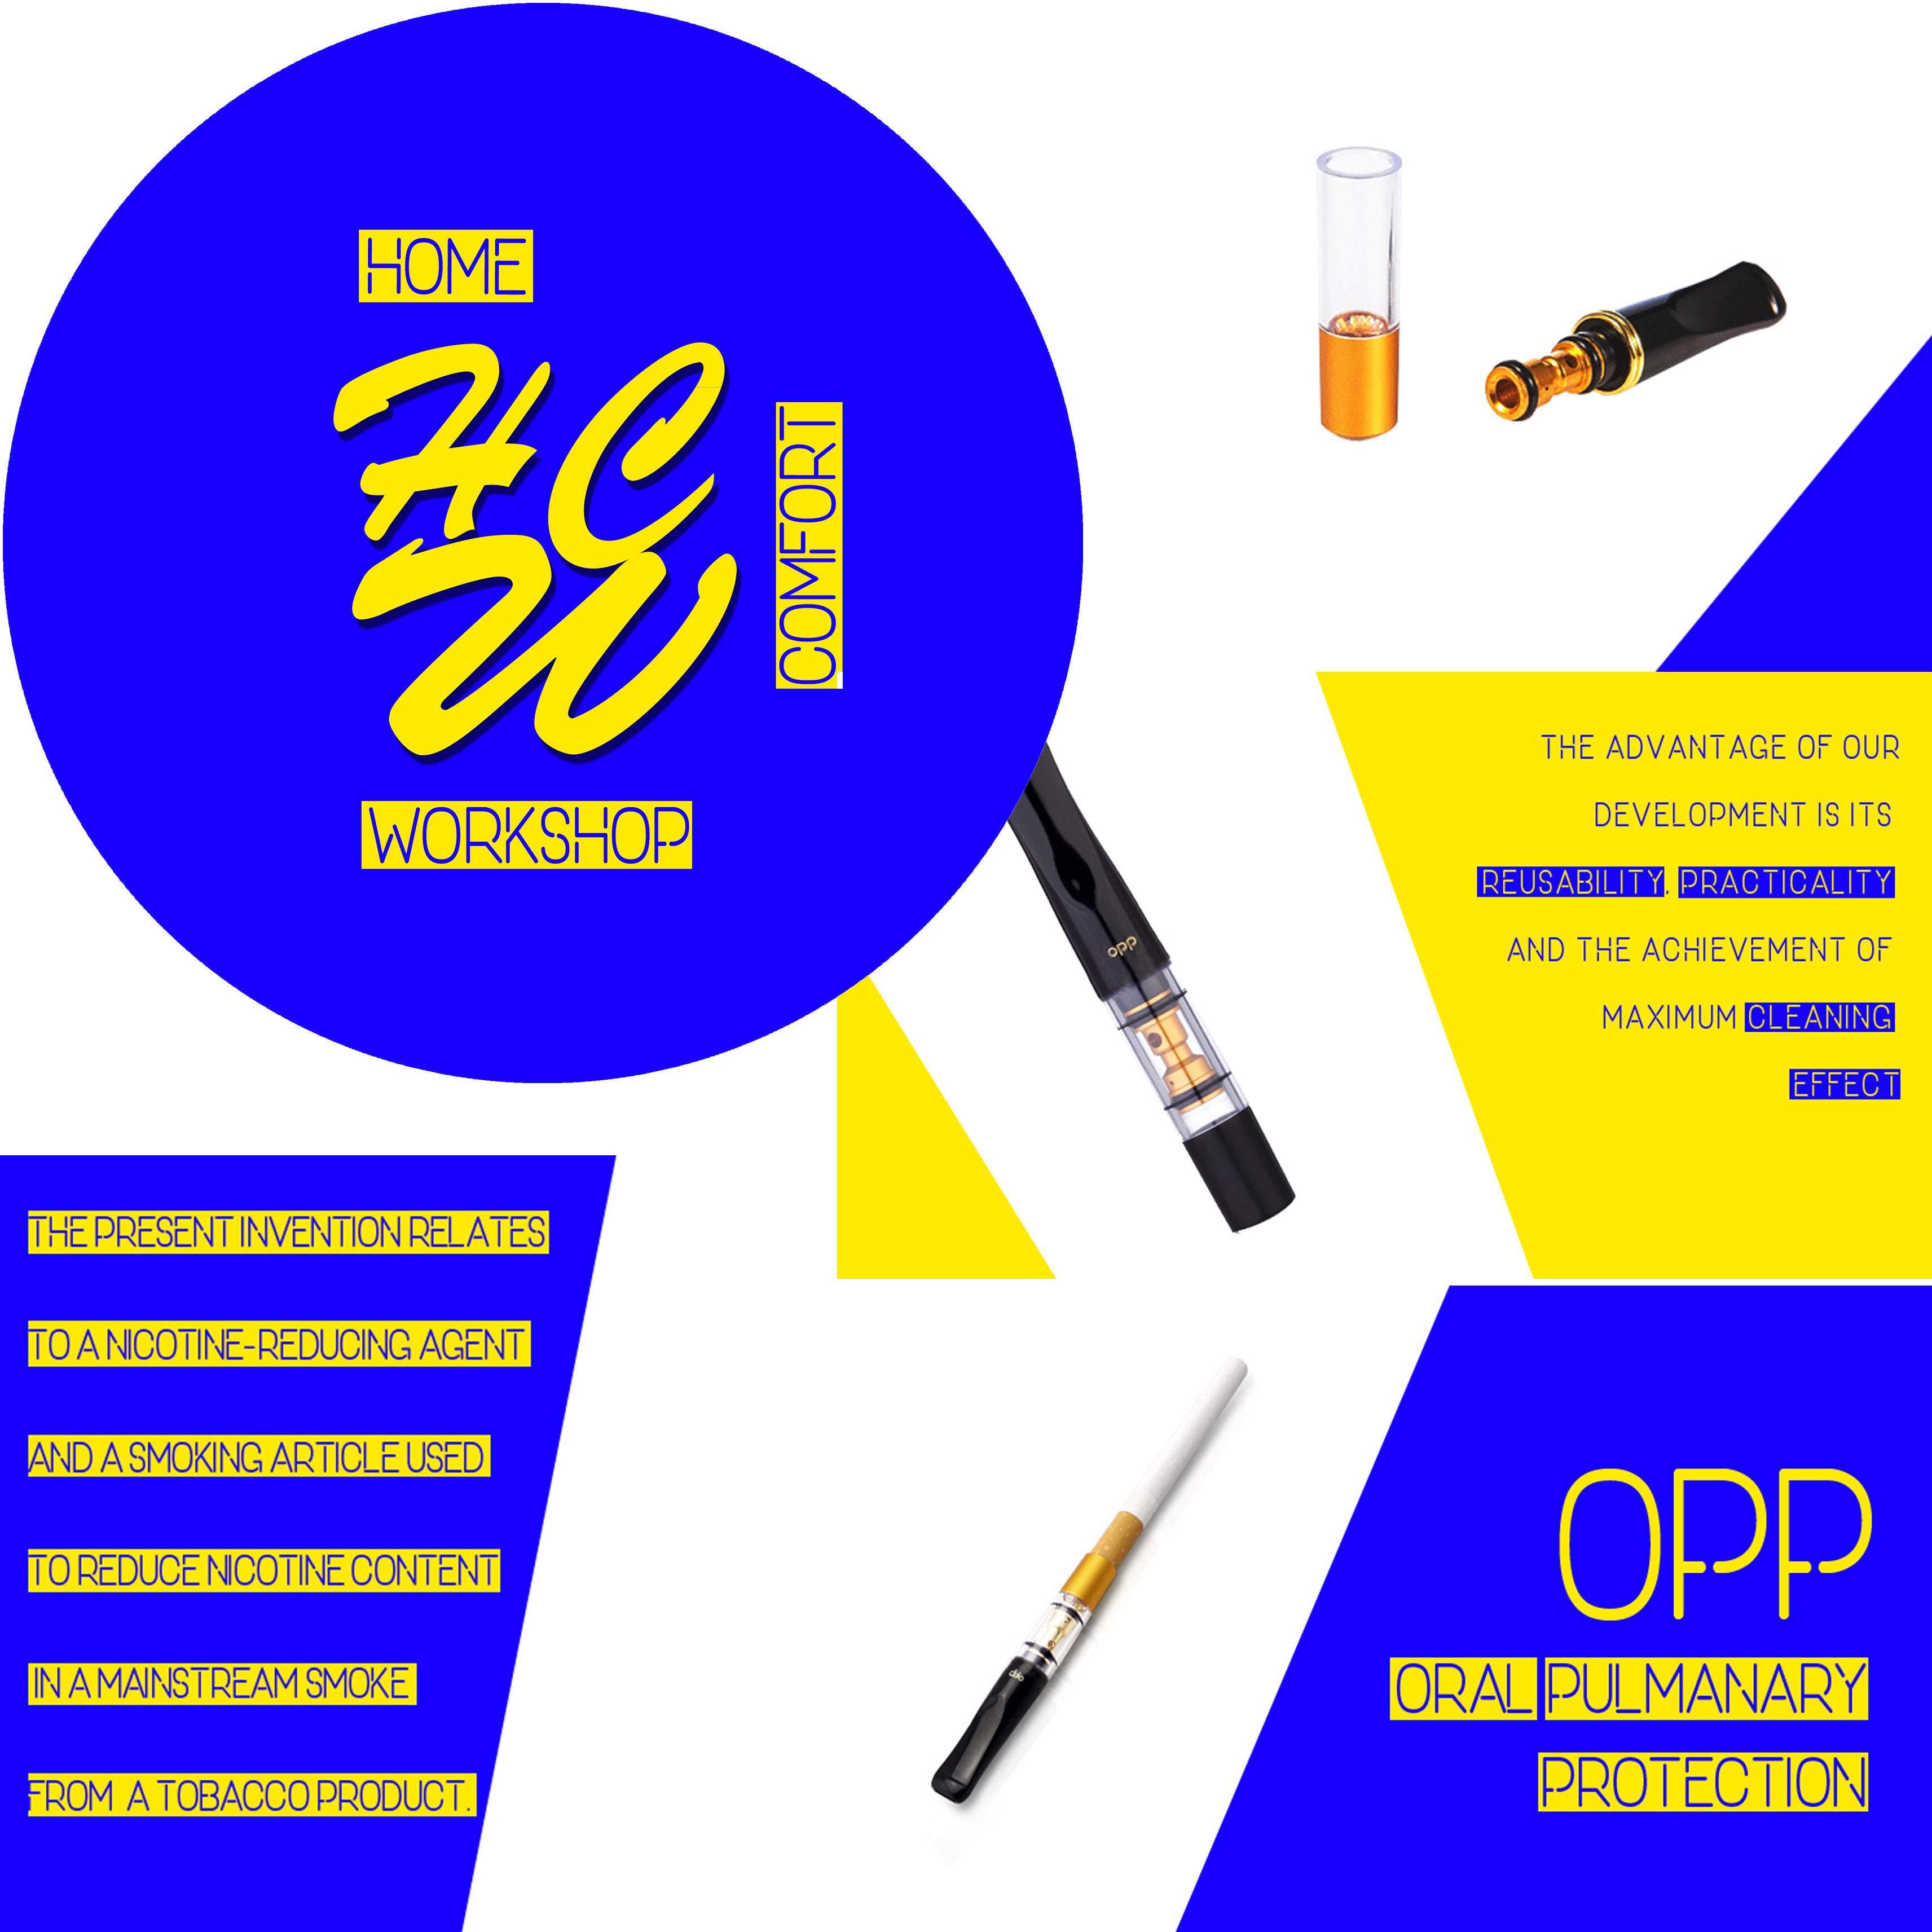 HOME
HC
W
COMFORT
WORKSHOP
THE ADVANTAGE OF OUR
DEVELOPMENT IS ITS
REUSABILITY, PRACTICALITY
AND THE ACHIEVEMENT OF
MAXIMUM CLEANING
EFFECT
opp
THE PRESENT INVENTION RELATES
TO A NICOTINE-REDUCING AGENT
AND A SMOKING ARTICLE USED
TO REDUCE NICOTINE CONTENT
IN A MAINSTREAM SMOKE
FROM A TOBACCO PRODUCT.
opp
OPP
ORAL PULMANARY
PROTECTION